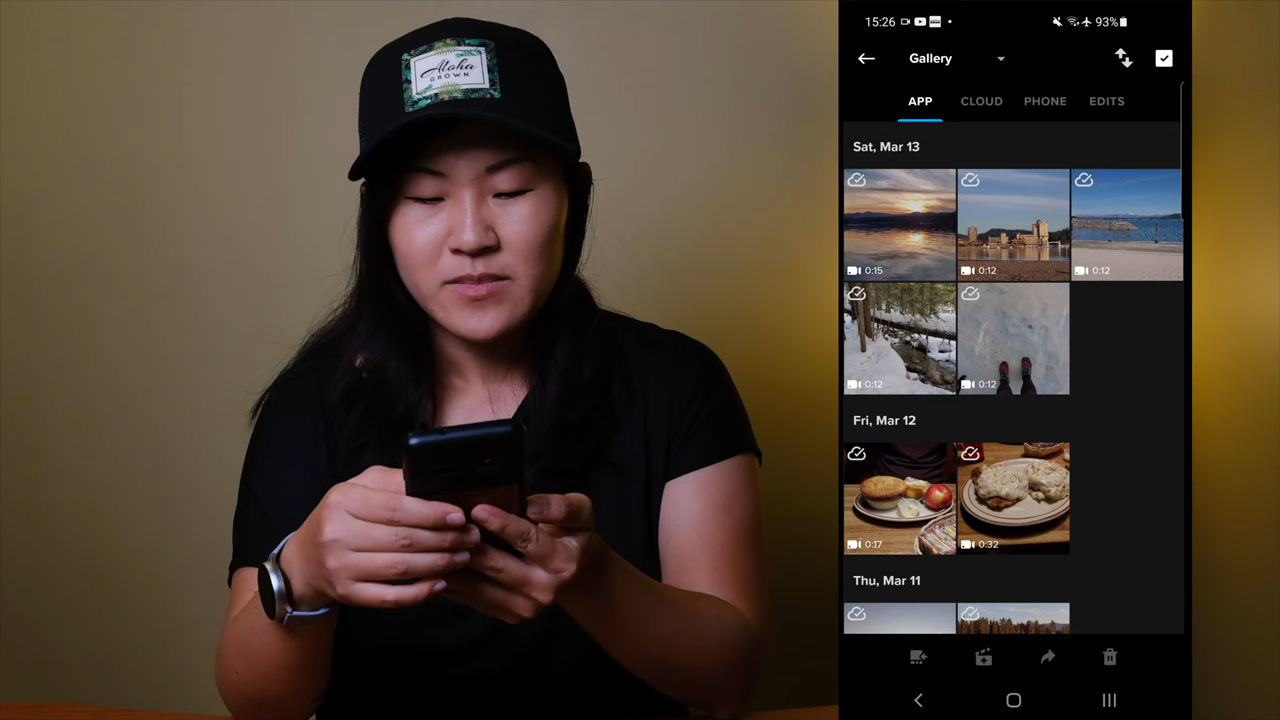 Aloha
GROWN
15:26 93%
Gallery
APP CLOUD PHONE EDITS
Sat, Mar 13
0:15 0:12 0:12
0:12 0:12
Fri, Mar 12
0:17 0:32
Thu, Mar 11